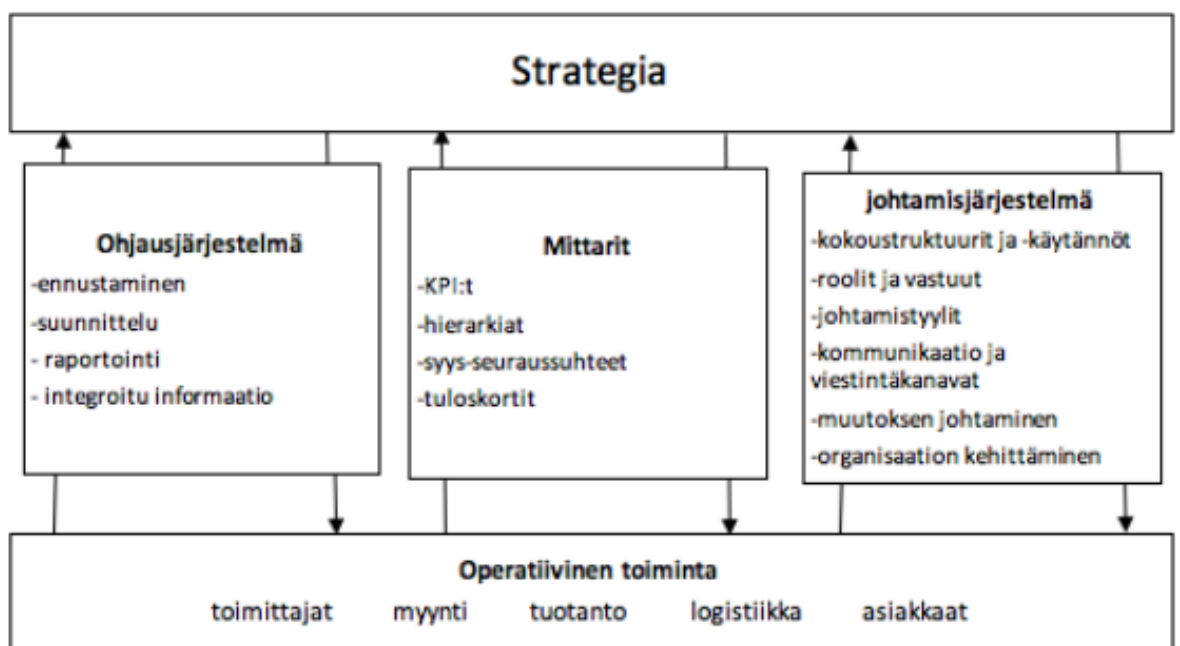 Strategia
Ohjausjärjestelmä
-ennustaminen
-suunnittelu
- raportointi
- integroitu informaatio
Mittarit
-KPI:t
-hierarkiat
-syys-seuraussuhteet
-tuloskortit
johtamisjärjestelmä
-kokoustruktuurit ja -käytännöt
-roolit ja vastuut
-johtamistyylit
-kommunikaatio ja
viestintäkanavat
-muutoksen johtaminen
-organisaation kehittäminen
Operatiivinen toiminta
toimittajat myynti tuotanto logistiikka asiakkaat